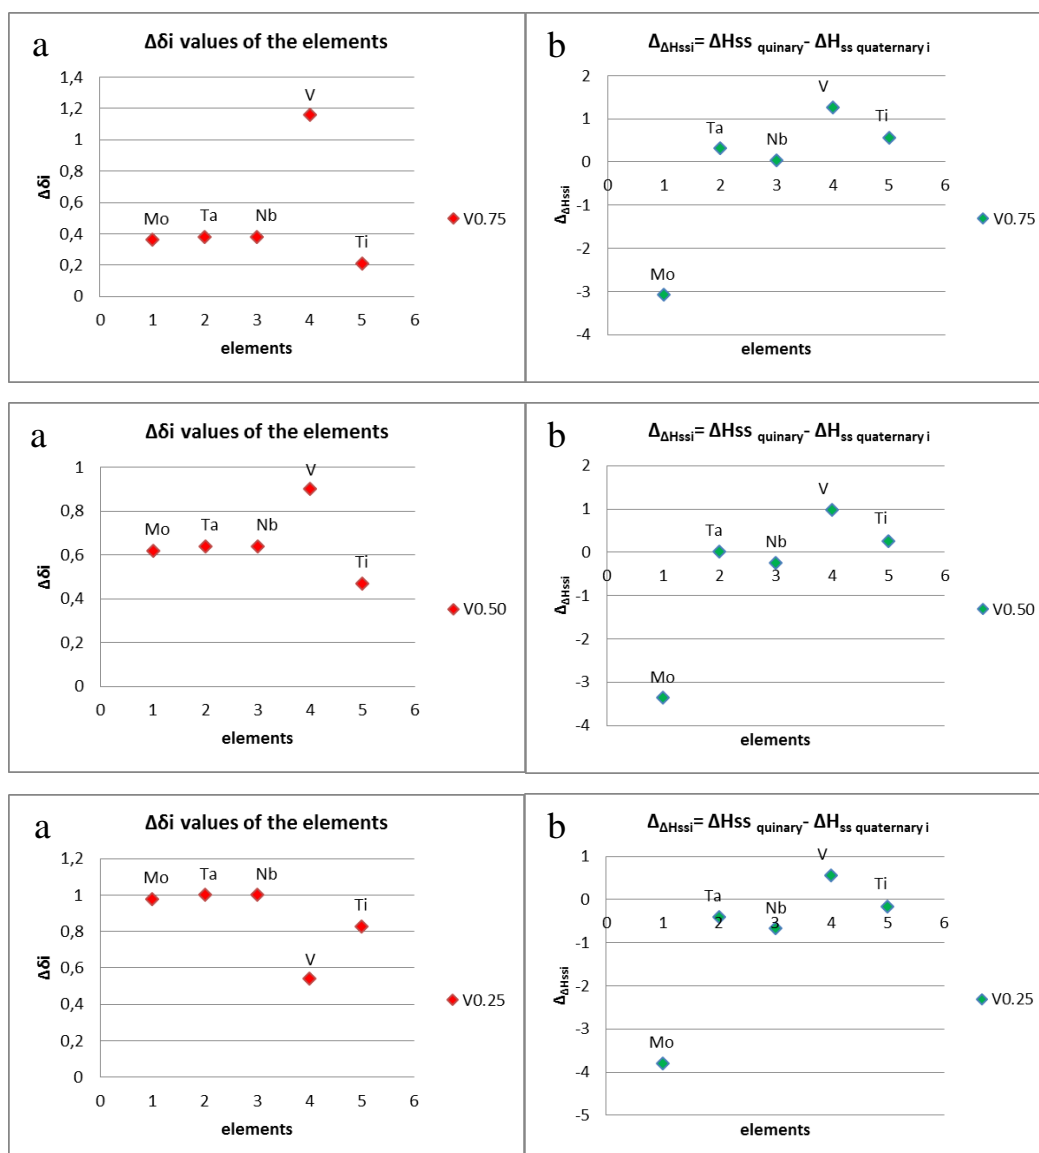 a
Δδi values of the elements
1,4
1,2
1
0,8
0,6
0,4
0,2
0
Δδi
V
Mo
Ta
Nb
Ti
0 1 2 3 4 5 6
elements
V0.75
b
ΔΔHssi= ΔHss quinary- ΔHss quaternary i
2
1
0
-1
-2
-3
-4
ΔΔHssi
V
Ta
Nb
Ti
Mo
0 1 2 3 4 5 6
elements
V0.75
a
Δδi values of the elements
1
0,8
0,6
0,4
0,2
0
Δδi
V
Mo
Ta
Nb
Ti
0 1 2 3 4 5 6
elements
V0.50
b
ΔΔHssi= ΔHss quinary- ΔHss quaternary i
2
1
0
-1
-2
-3
-4
ΔΔHssi
V
Ta
Nb
Ti
Mo
0 1 2 3 4 5 6
elements
V0.50
a
Δδi values of the elements
1,2
1
0,8
0,6
0,4
0,2
0
Δδi
Mo
Ta
Nb
Ti
V
0 1 2 3 4 5 6
elements
V0.25
b
ΔΔHssi= ΔHss quinary- ΔHss quaternary i
1
0
-1
-2
-3
-4
-5
ΔΔHssi
V
Ta
Nb
Ti
Mo
0 1 2 3 4 5 6
elements
V0.25